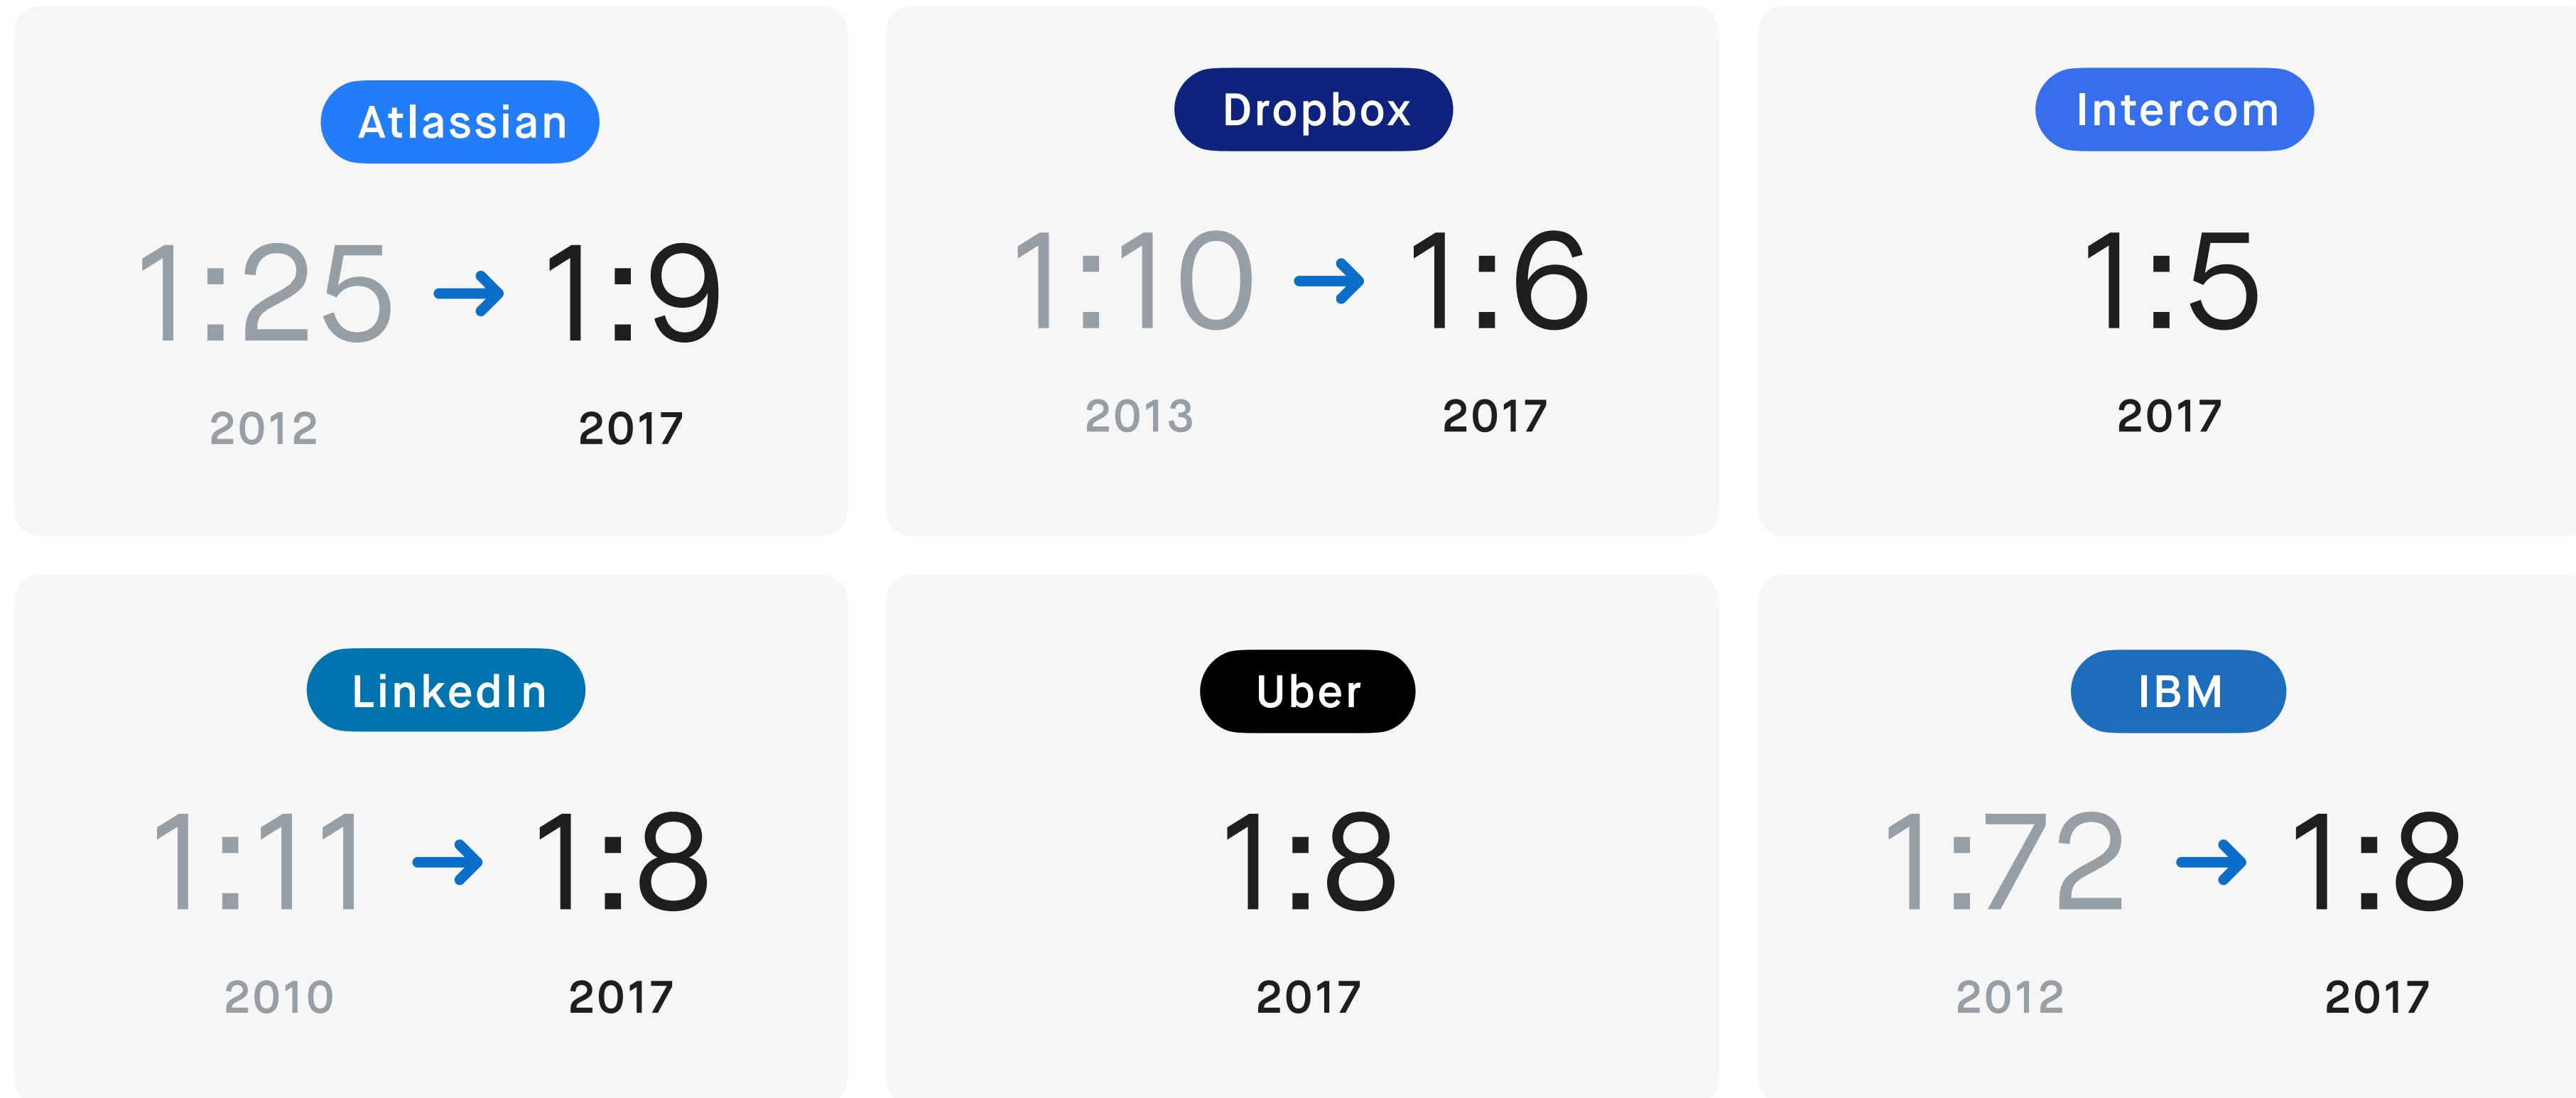 Atlassian
1:25 → 1:9
2012 2017
Dropbox
1:10 → 1:6
2013 2017
Intercom
1:5
2017
LinkedIn
1:11 → 1:8
2010 2017
Uber
1:8
2017
IBM
1:72 → 1:8
2012 2017